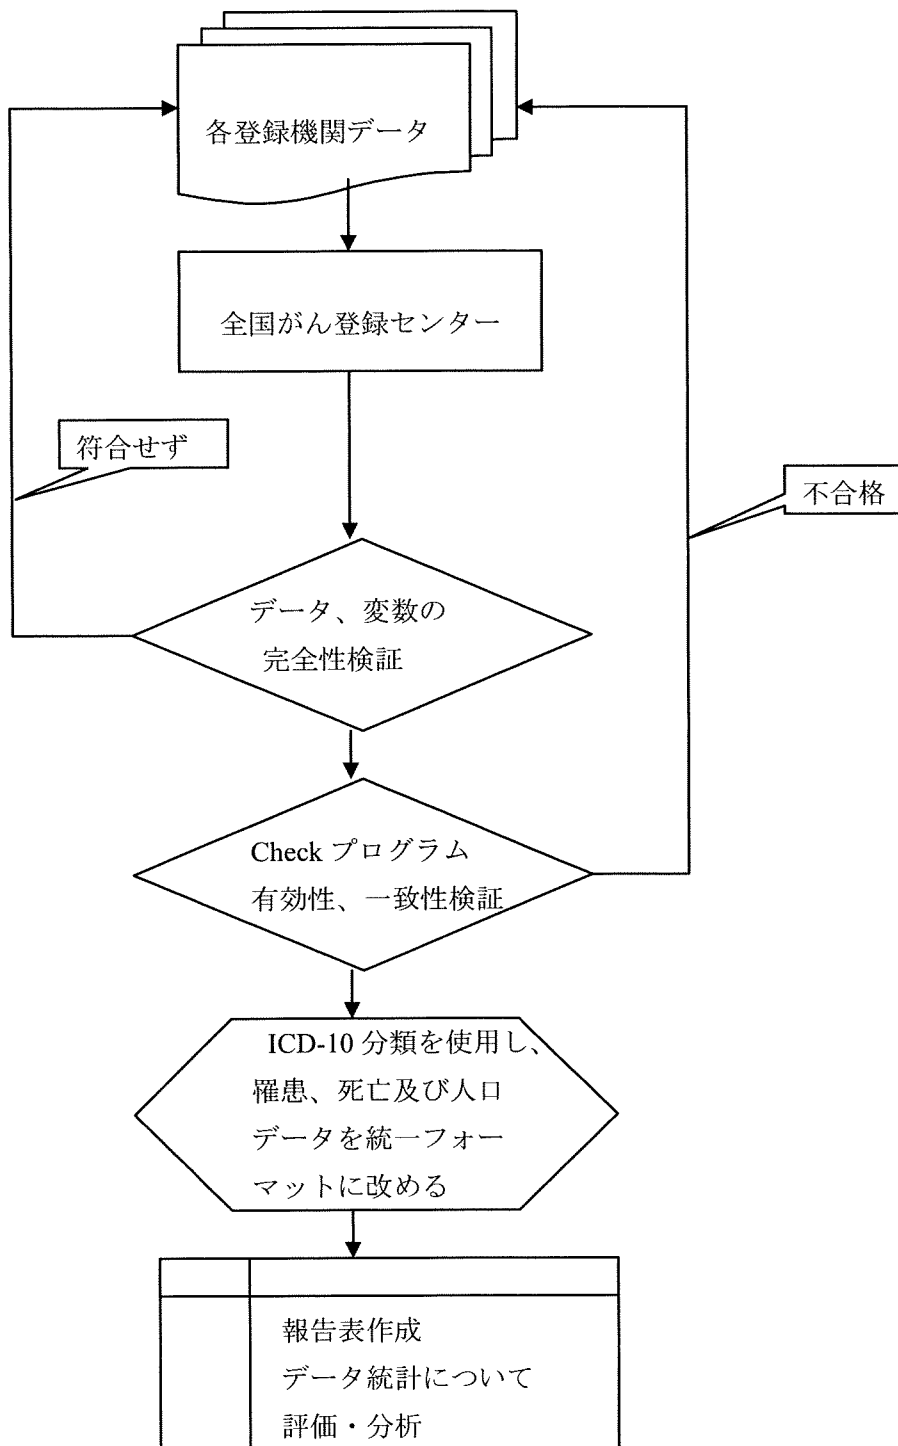 各登録機関データ
全国がん登録センター
符合せず
不合格
データ、変数の
完全性検証
Check プログラム
有効性、一致性検証
ICD-10 分類を使用し、
罹患、死亡及び人口
データを統一フォー
マットに改める
報告表作成
データ統計について
評価・分析